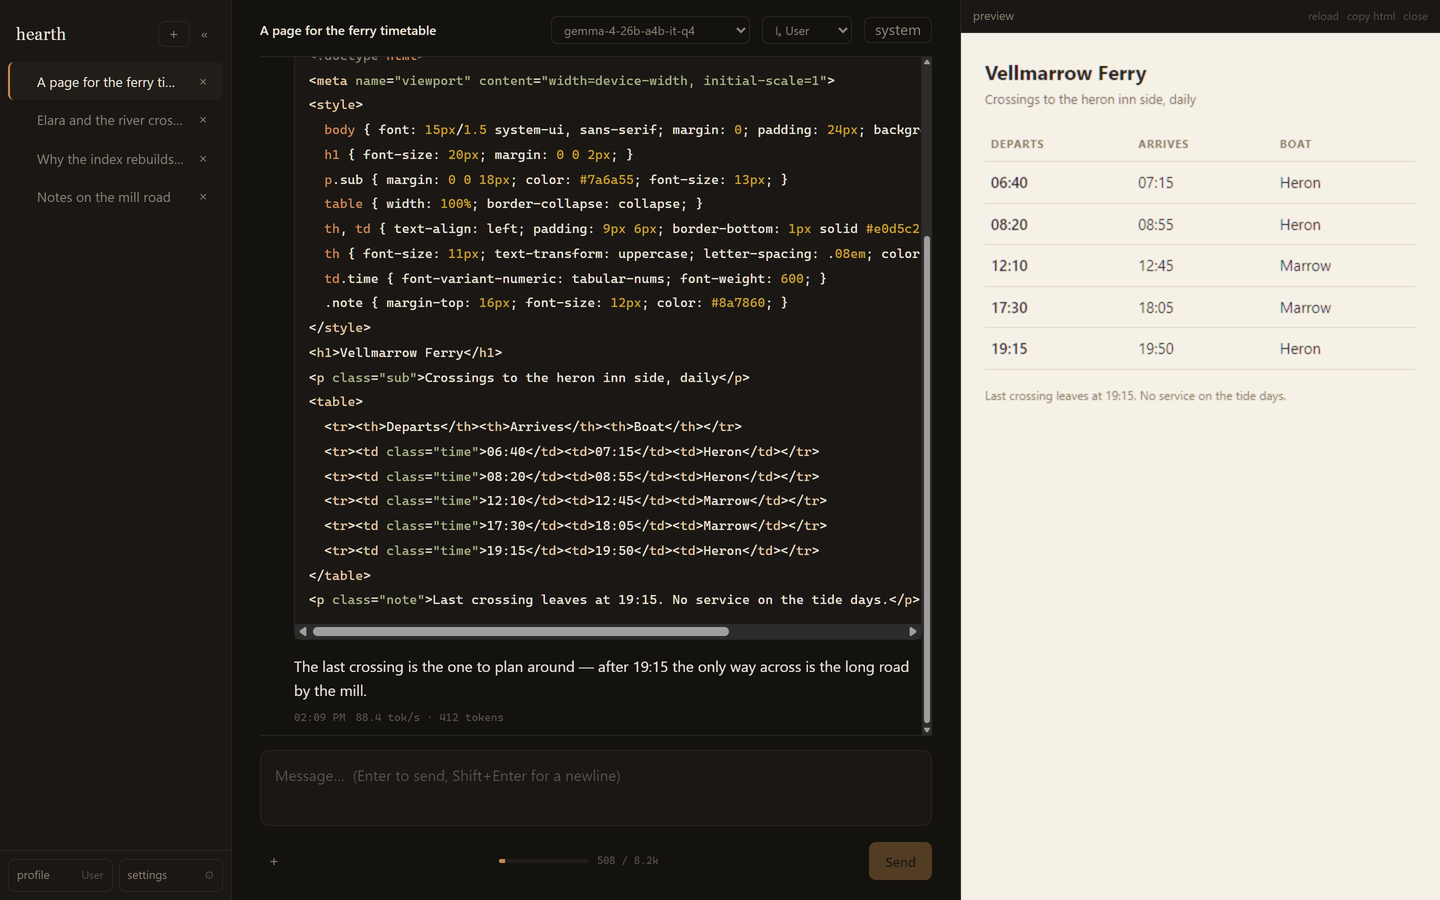 hearth
+
«
A page for the ferry ti... ×
Elara and the river cros... ×
Why the index rebuilds... ×
Notes on the mill road ×
profile User
settings
A page for the ferry timetable
gemma-4-26b-a4b-it-q4
I, User
system
<!doctype html>
<meta name="viewport" content="width=device-width, initial-scale=1">
<style>
body { font: 15px/1.5 system-ui, sans-serif; margin: 0; padding: 24px; backgr
h1 { font-size: 20px; margin: 0 0 2px; }
p.sub { margin: 0 0 18px; color: #7a6a55; font-size: 13px; }
table { width: 100%; border-collapse: collapse; }
th, td { text-align: left; padding: 9px 6px; border-bottom: 1px solid #e0d5c2
th { font-size: 11px; text-transform: uppercase; letter-spacing: .08em; color
td.time { font-variant-numeric: tabular-nums; font-weight: 600; }
.note { margin-top: 16px; font-size: 12px; color: #8a7860; }
</style>
<h1>Vellmarrow Ferry</h1>
<p class="sub">Crossings to the heron inn side, daily</p>
<table>
<tr><th>Departs</th><th>Arrives</th><th>Boat</th></tr>
<tr><td class="time">06:40</td><td>07:15</td><td>Heron</td></tr>
<tr><td class="time">08:20</td><td>08:55</td><td>Heron</td></tr>
<tr><td class="time">12:10</td><td>12:45</td><td>Marrow</td></tr>
<tr><td class="time">17:30</td><td>18:05</td><td>Marrow</td></tr>
<tr><td class="time">19:15</td><td>19:50</td><td>Heron</td></tr>
</table>
<p class="note">Last crossing leaves at 19:15. No service on the tide days.</p>
The last crossing is the one to plan around — after 19:15 the only way across is the long road
by the mill.
02:09 PM 88.4 tok/s · 412 tokens
Message... (Enter to send, Shift+Enter for a newline)
+
508 / 8.2k
Send
preview
reload copy html close
Vellmarrow Ferry
Crossings to the heron inn side, daily
DEPARTS ARRIVES BOAT
06:40 07:15 Heron
08:20 08:55 Heron
12:10 12:45 Marrow
17:30 18:05 Marrow
19:15 19:50 Heron
Last crossing leaves at 19:15. No service on the tide days.